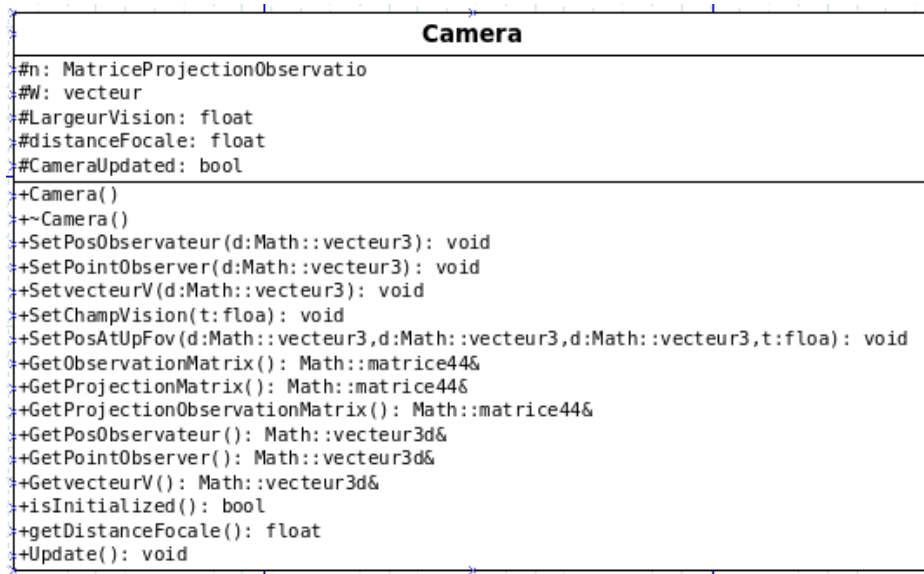 Camera
#n: MatriceProjectionObservatio
#W: vecteur
#LargeurVision: float
#distanceFocale: float
#CameraUpdated: bool
+Camera()
+~Camera()
+SetPosObservateur(d:Math::vecteur3): void
+SetPointObserver(d:Math::vecteur3): void
+SetvecteurV(d:Math::vecteur3): void
+SetChampVision(t:floa): void
+SetPosAtUpFov(d:Math::vecteur3,d:Math::vecteur3,d:Math::vecteur3,t:floa): void
+GetObservationMatrix(): Math::matrice44&
+GetProjectionMatrix(): Math::matrice44&
+GetProjectionObservationMatrix(): Math::matrice44&
+GetPosObservateur(): Math::vecteur3d&
+GetPointObserver(): Math::vecteur3d&
+GetvecteurV(): Math::vecteur3d&
+isInitialized(): bool
+getDistanceFocale(): float
+Update(): void